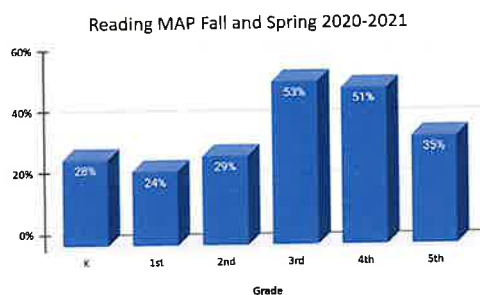 Reading MAP Fall and Spring 2020-2021
60%
40%
20%
0%
28%
24%
29%
53%
51%
35%
K
1st
2nd
3rd
4th
5th
Grade